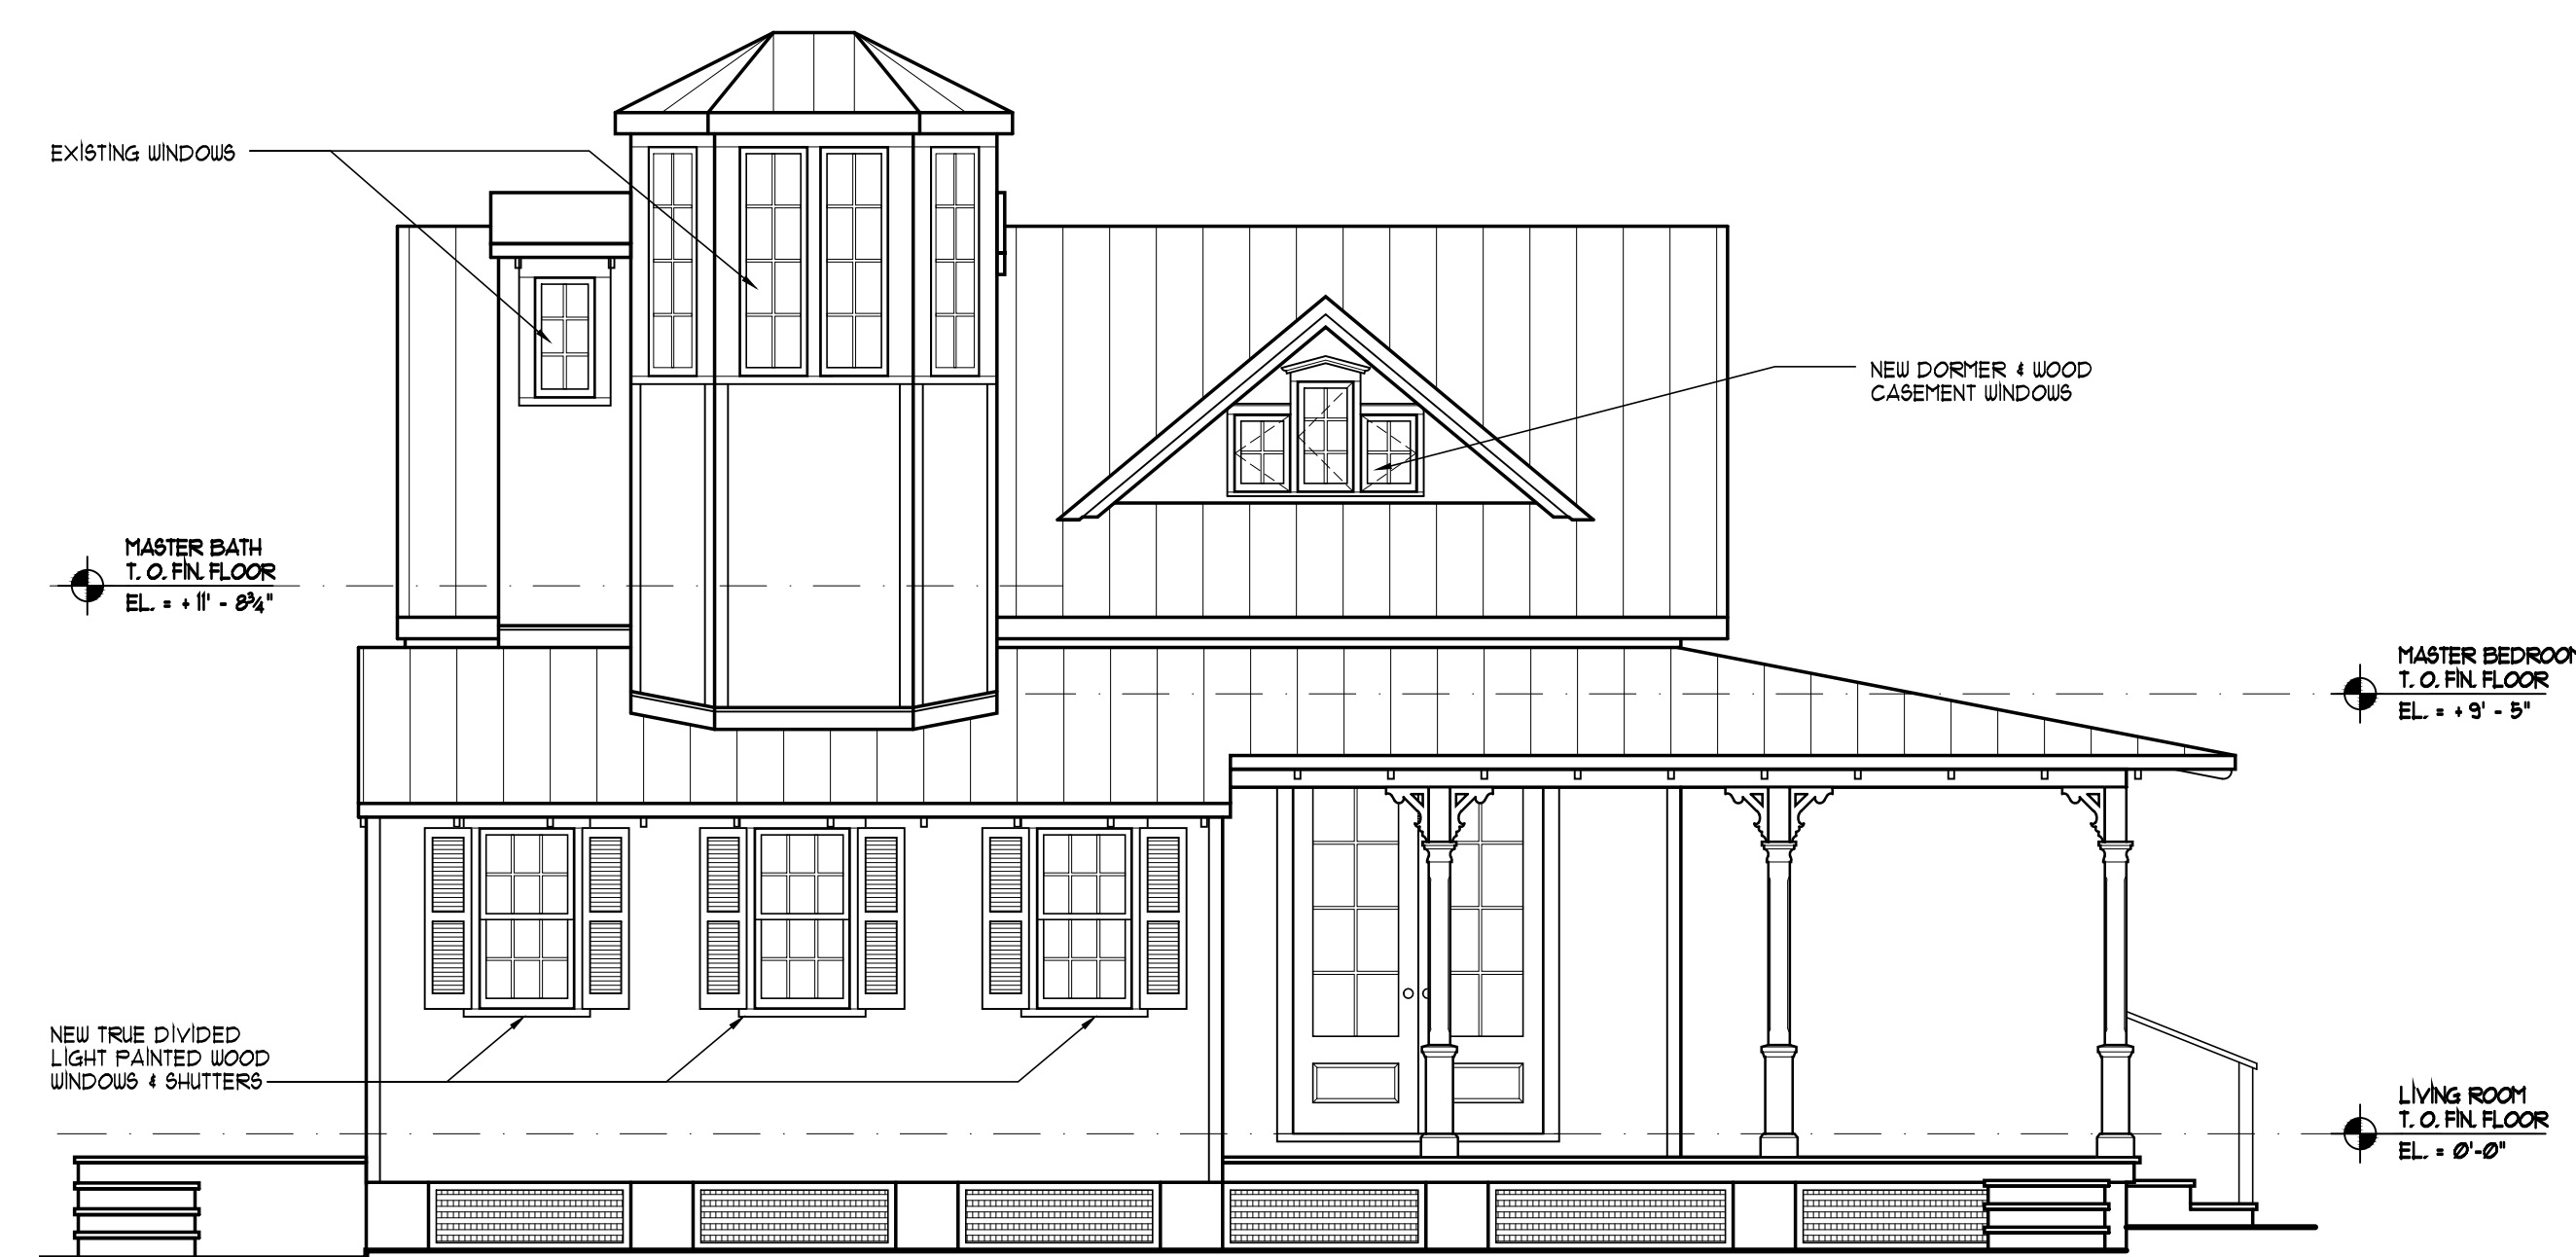 EXISTING WINDOWS
NEW DORMER & WOOD
CASEMENT WINDOWS
MASTER BATH
T. O. FIN. FLOOR
EL. = + 11' - 8¾"
MASTER BEDROOM
T. O. FIN. FLOOR
EL. = + 9' - 5"
NEW TRUE DIVIDED
LIGHT PAINTED WOOD
WINDOWS & SHUTTERS
LIVING ROOM
T. O. FIN. FLOOR
EL. = 0'-0"